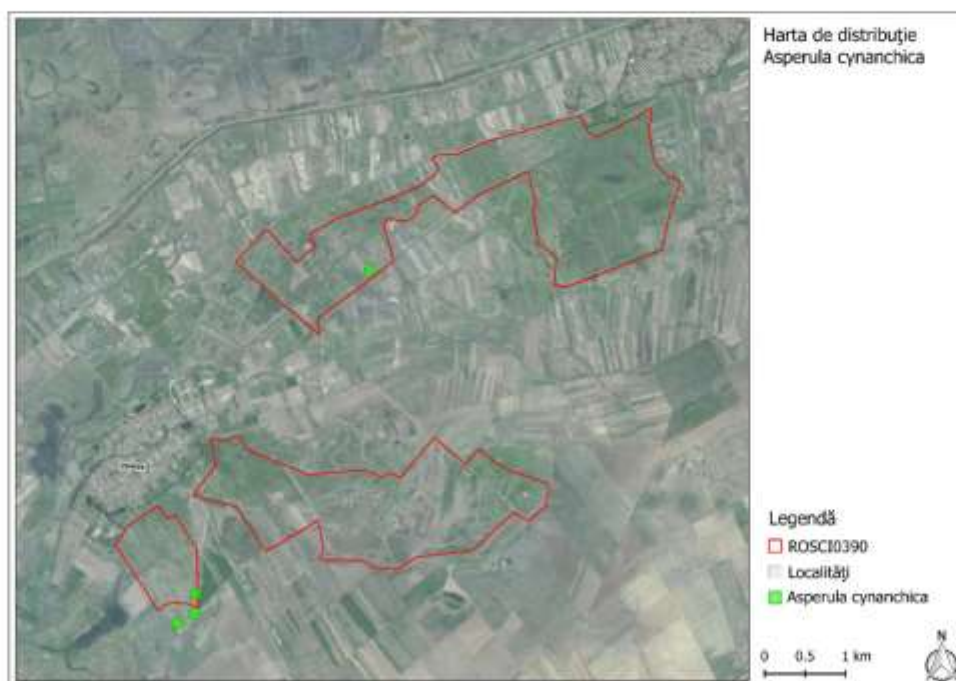 Harta de distribuţie
Asperula cynanchica
Legendă
ROSCI0390
Localităţi
Asperula cynanchica
N
0 0.5 1 km